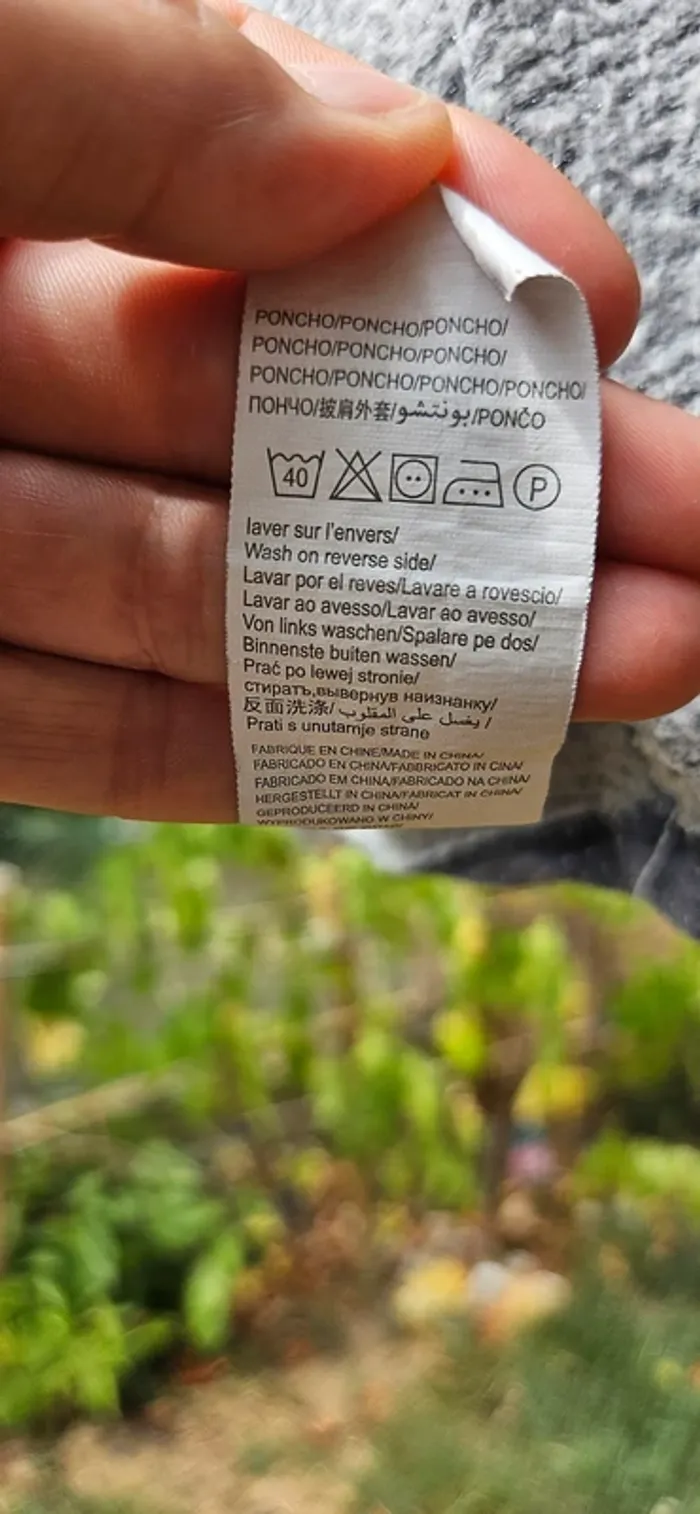 PONCHO/PONCHO/PONCHO/
PONCHO/PONCHO/PONCHO/
PONCHO/PONCHO/PONCHO/PONCHO/
ПОНЧО/披肩外套/بونتشو/PONČO
40 P
laver sur l'envers/
Wash on reverse side/
Lavar por el reves/Lavare a rovescio/
Lavar ao avesso/Lavar ao avesso/
Von links waschen/Spalare pe dos/
Binnenste buiten wassen/
Prać po lewej stronie/
стирать,вывернув наизнанку/
反面洗涤/يغسل على المقلوب/
Prati s unutarnje strane
FABRIQUE EN CHINE/MADE IN CHINA/
FABRICADO EN CHINA/FABBRICATO IN CINA/
FABRICADO EM CHINA/FABRICADO NA CHINA/
HERGESTELLT IN CHINA/FABRICAT IN CHINA/
GEPRODUCEERD IN CHINA/
WYPRODUKOWANO W CHINY/